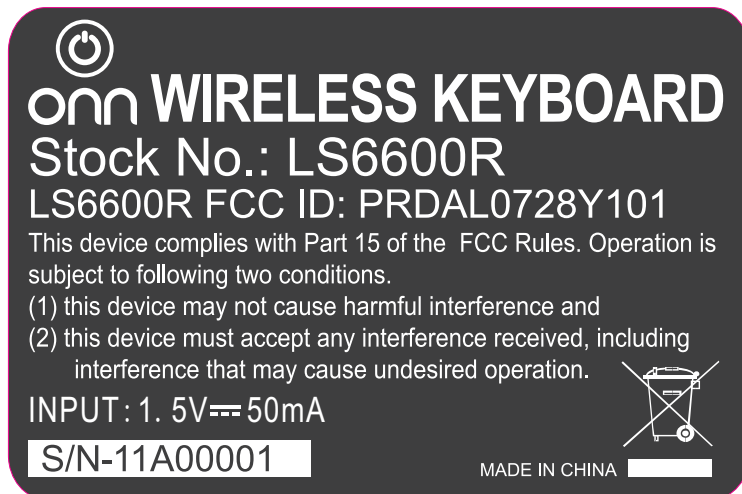 onn WIRELESS KEYBOARD
Stock No.: LS6600R
LS6600R FCC ID: PRDAL0728Y101
This device complies with Part 15 of the FCC Rules. Operation is
subject to following two conditions.
(1) this device may not cause harmful interference and
(2) this device must accept any interference received, including
interference that may cause undesired operation.
INPUT: 1. 5V⎓50mA
S/N-11A00001
MADE IN CHINA